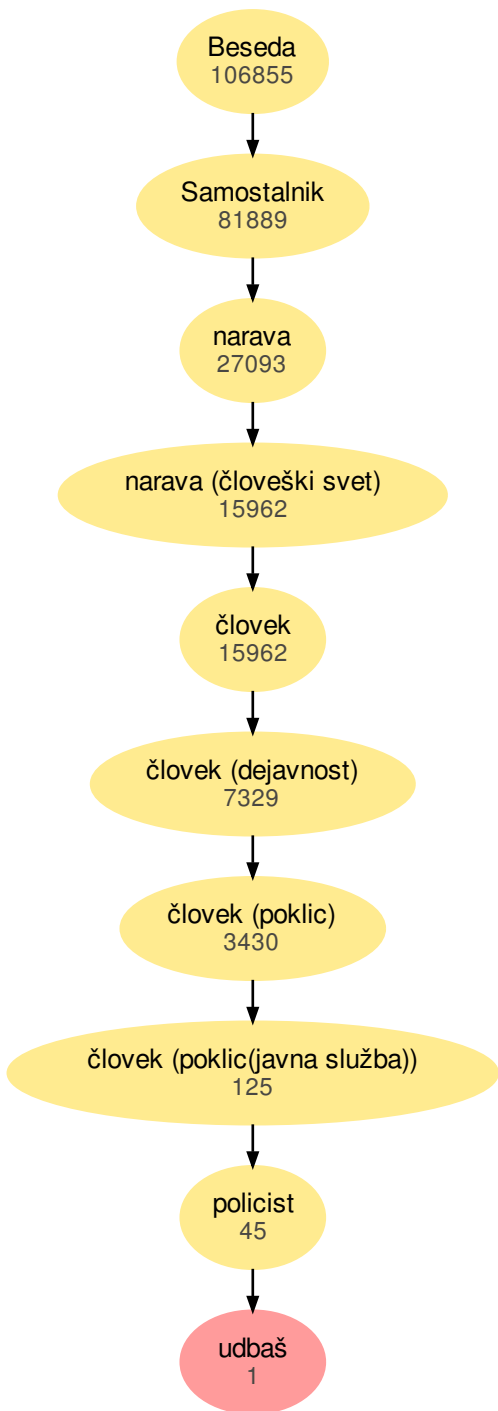 Beseda
106855
Samostalnik
81889
narava
27093
narava (človeški svet)
15962
človek
15962
človek (dejavnost)
7329
človek (poklic)
3430
človek (poklic(javna služba))
125
policist
45
udbaš
1